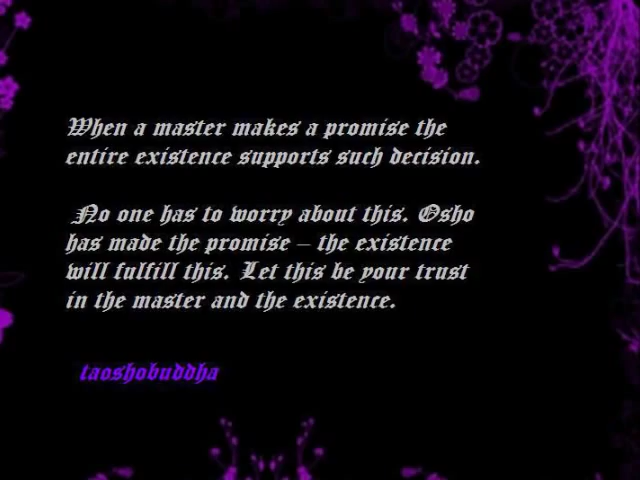 When a master makes a promise the
entire existence supports such decision.
No one has to worry about this. Osho
has made the promise – the existence
will fulfill this. Let this be your trust
in the master and the existence.
taoshobuddha